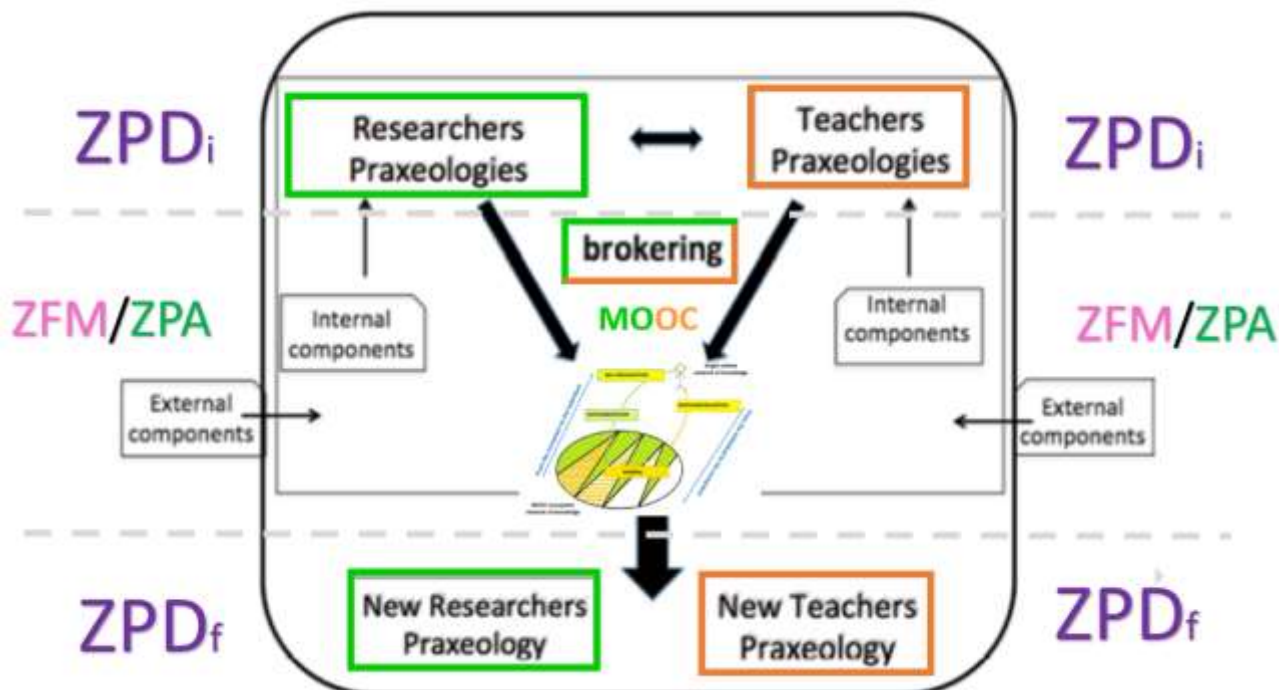 ZPDi
Researchers
Praxeologies
Teachers
Praxeologies
ZPDi
brokering
ZFM/ZPA
Internal
components
MOOC
Internal
components
ZFM/ZPA
External
components
External
components
ZPDf
New Researchers
Praxeology
New Teachers
Praxeology
ZPDf